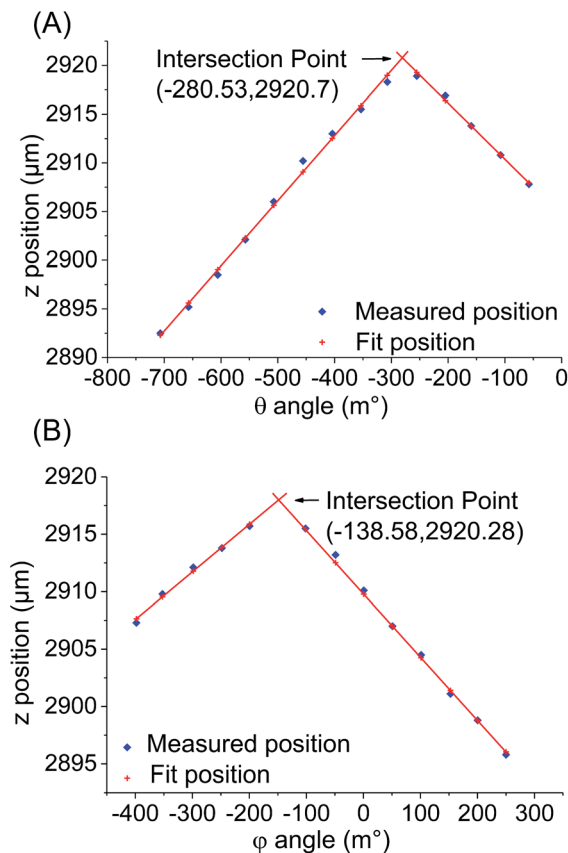 (A)
z position (μm)
2920
2915
2910
2905
2900
2895
2890
Intersection Point
(-280.53,2920.7)
Measured position
Fit position
-800 -700 -600 -500 -400 -300 -200 -100 0
θ angle (m°)
(B)
z position (μm)
2920
2915
2910
2905
2900
2895
Intersection Point
(-138.58,2920.28)
Measured position
Fit position
-400 -300 -200 -100 0 100 200 300
φ angle (m°)